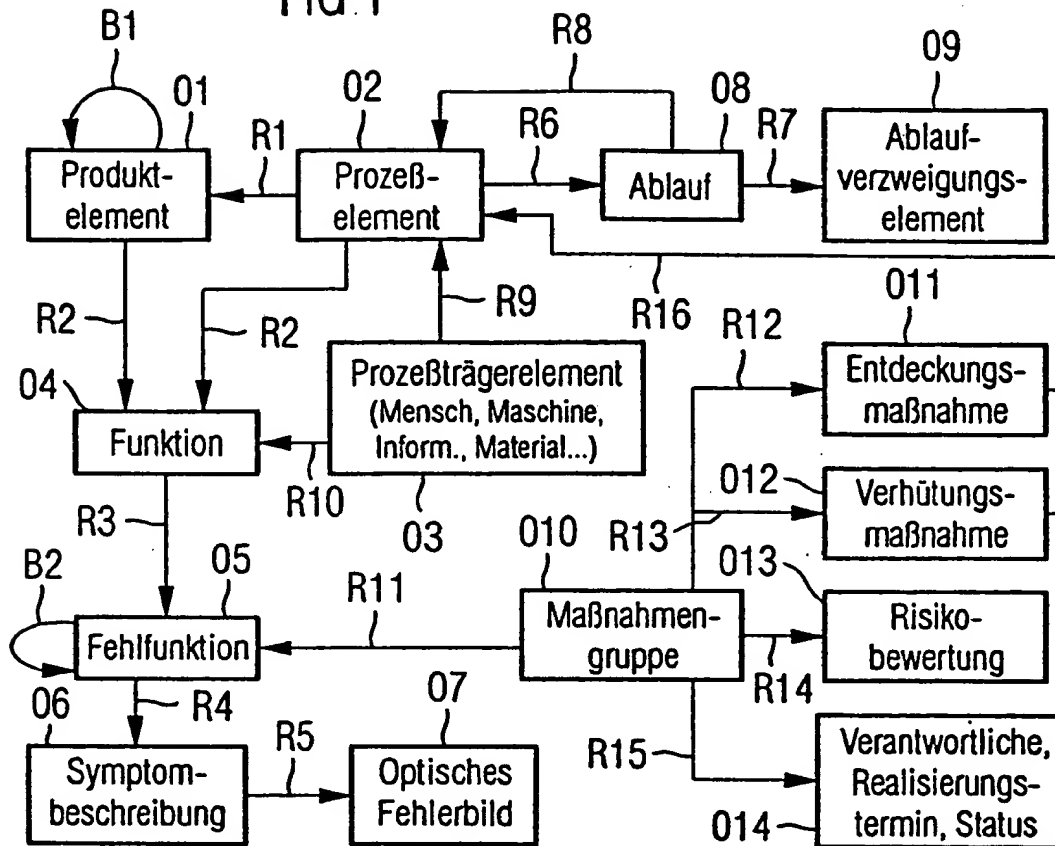 FIG 1
B1
01
02
R8
08
09
R1
R6
R7
Produkt-
element
Prozeß-
element
Ablauf
Ablauf-
verzweigungs-
element
R2
R2
R9
R16
011
R12
04
Prozeßträgerelement
(Mensch, Maschine,
Inform., Material...)
Entdeckungs-
maßnahme
Funktion
R10
03
012
R3
R13
Verhütungs-
maßnahme
B2
05
R11
010
013
Fehlfunktion
Maßnahmen-
gruppe
R14
Risiko-
bewertung
06
R4
07
R5
R15
Symptom-
beschreibung
Optisches
Fehlerbild
Verantwortliche,
Realisierungs-
termin, Status
014